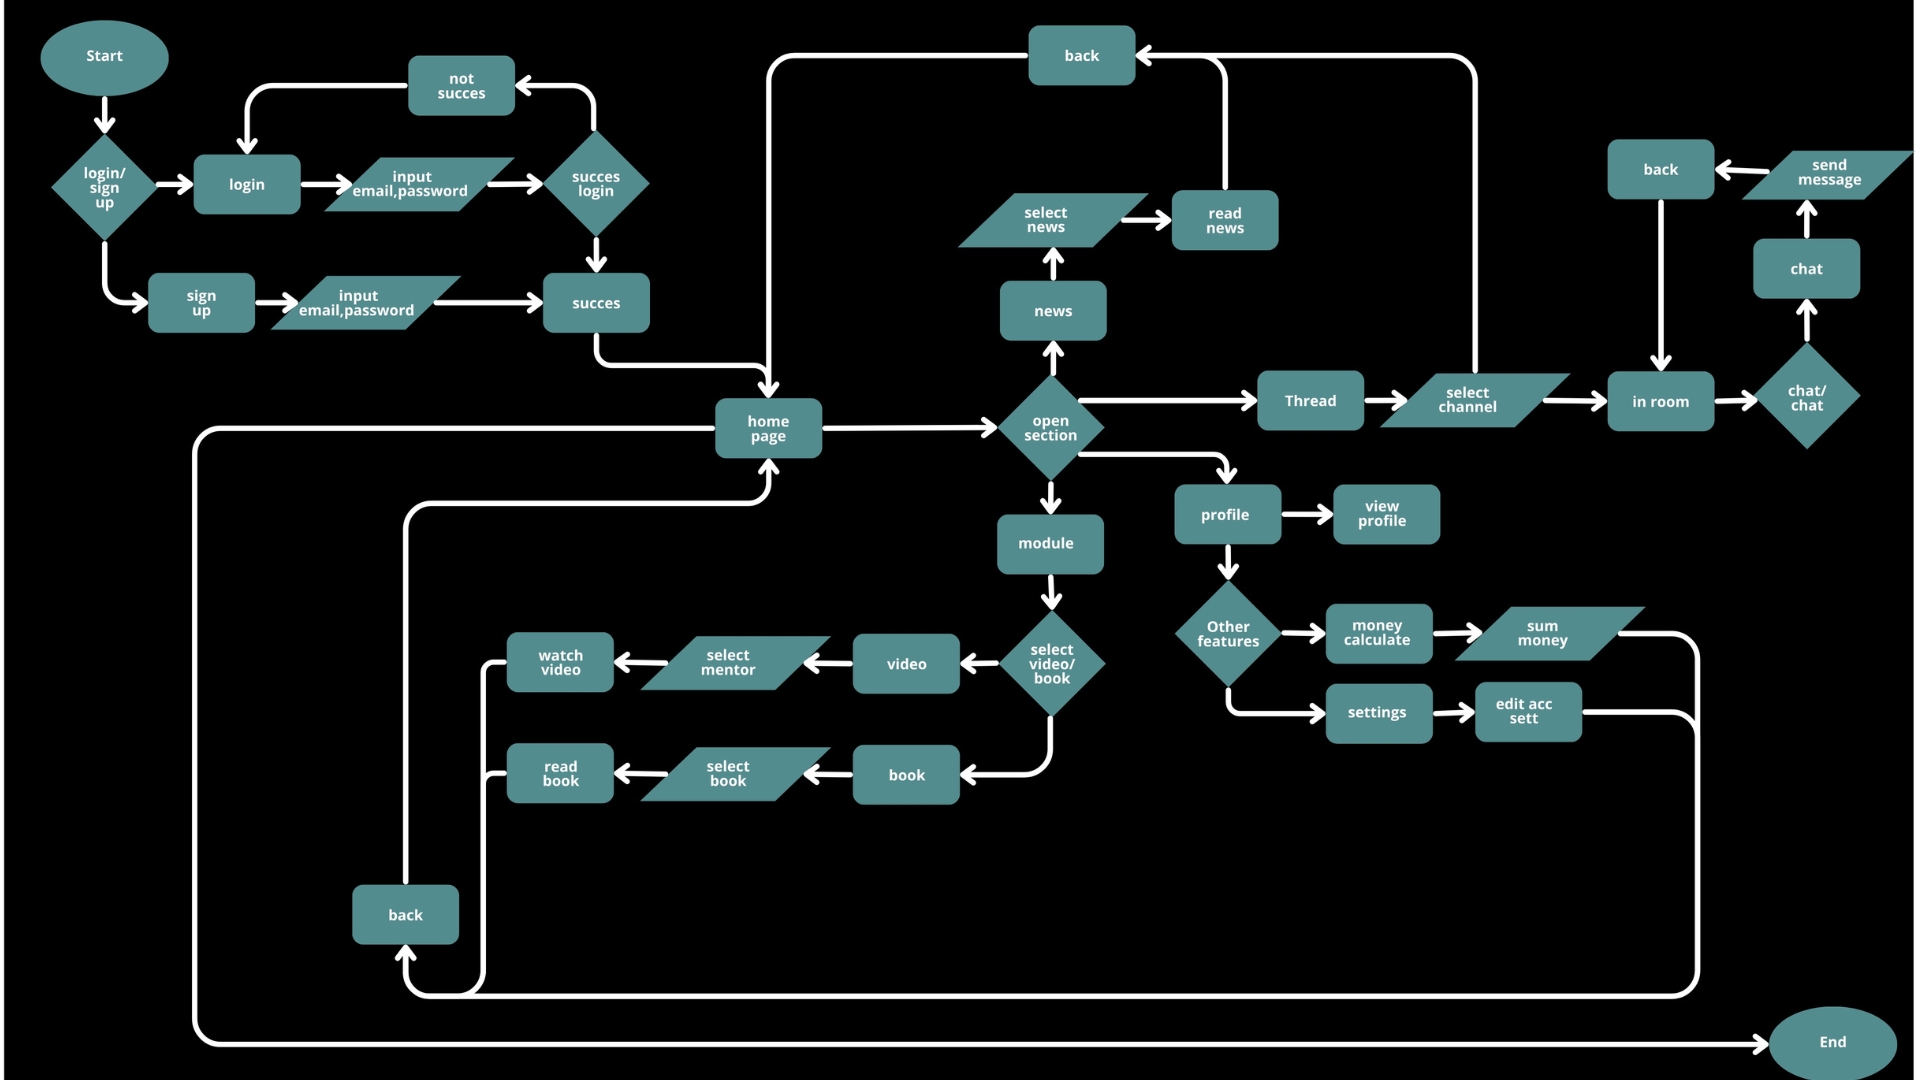 Start
not
succes
back
login/
sign
up
login
input
email,password
succes
login
back
send
message
select
news
read
news
chat
sign
up
input
email,password
succes
news
home
page
open
section
Thread
select
channel
in room
chat/
chat
profile
view
profile
module
Other
features
money
calculate
sum
money
watch
video
select
mentor
video
select
video/
book
settings
edit acc
sett
read
book
select
book
book
back
End